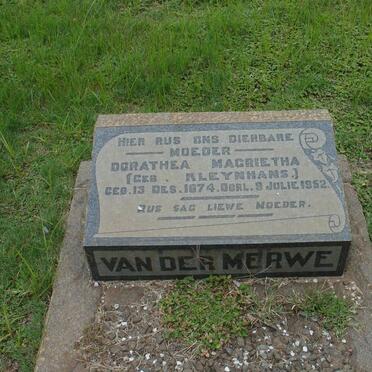 HIER RUS ONS DIERBARE
MOEDER
DORATHEA MAGRIETHA
(GEB. KLEYNHANS.)
GEB. 13 DES. 1874. OORL. 9 JULIE 1952.
RUS SAG LIEWE MOEDER.
VAN DER MERWE